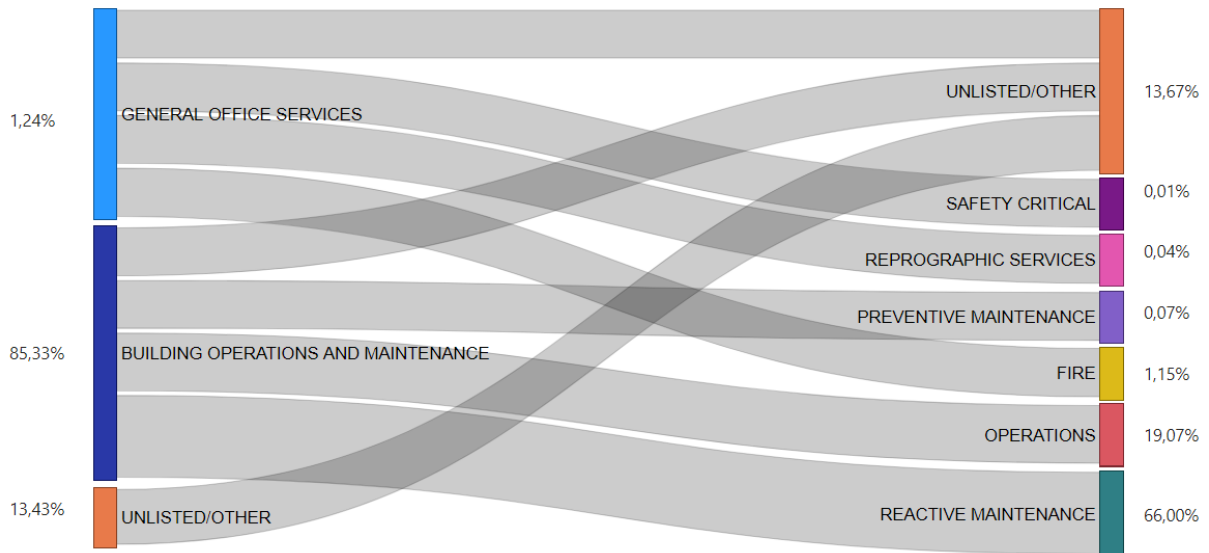 1,24%
GENERAL OFFICE SERVICES
85,33%
BUILDING OPERATIONS AND MAINTENANCE
13,43%
UNLISTED/OTHER
UNLISTED/OTHER
13,67%
SAFETY CRITICAL
0,01%
REPROGRAPHIC SERVICES
0,04%
PREVENTIVE MAINTENANCE
0,07%
FIRE
1,15%
OPERATIONS
19,07%
REACTIVE MAINTENANCE
66,00%